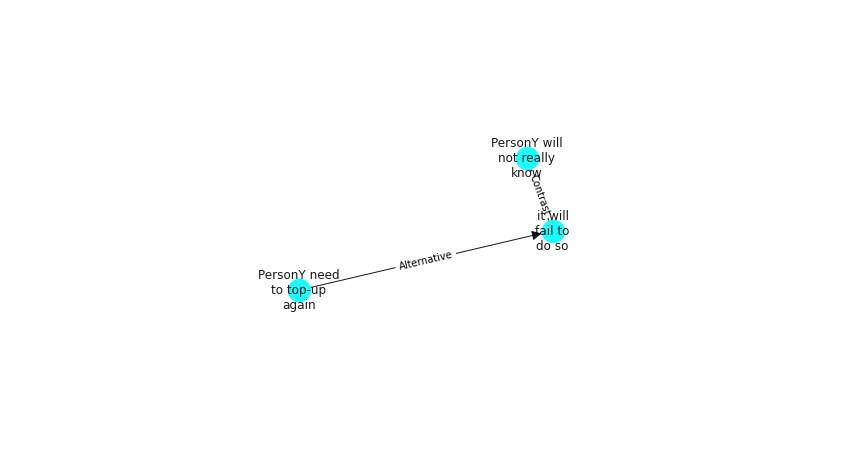 PersonY will
not really
know
Contrast
it will
fail to
do so
Alternative
PersonY need
to top-up
again